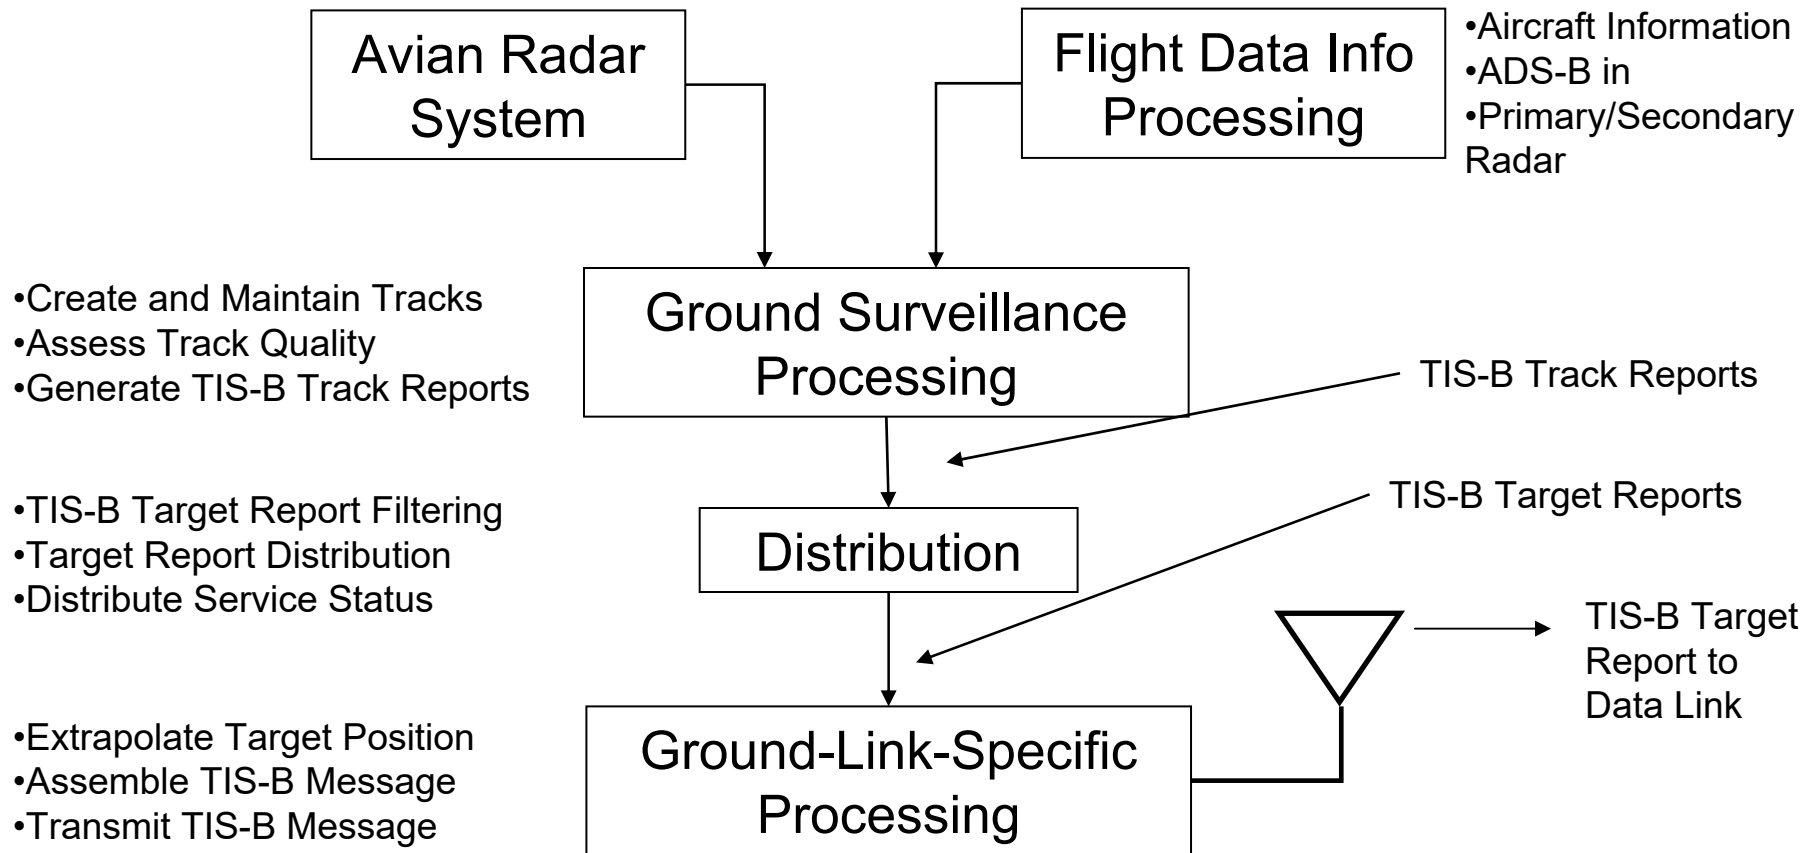 Avian Radar
System
Flight Data Info
Processing
•Aircraft Information
•ADS-B in
•Primary/Secondary
Radar
•Create and Maintain Tracks
•Assess Track Quality
•Generate TIS-B Track Reports
Ground Surveillance
Processing
TIS-B Track Reports
•TIS-B Target Report Filtering
•Target Report Distribution
•Distribute Service Status
Distribution
TIS-B Target Reports
TIS-B Target
Report to
Data Link
•Extrapolate Target Position
•Assemble TIS-B Message
•Transmit TIS-B Message
Ground-Link-Specific
Processing